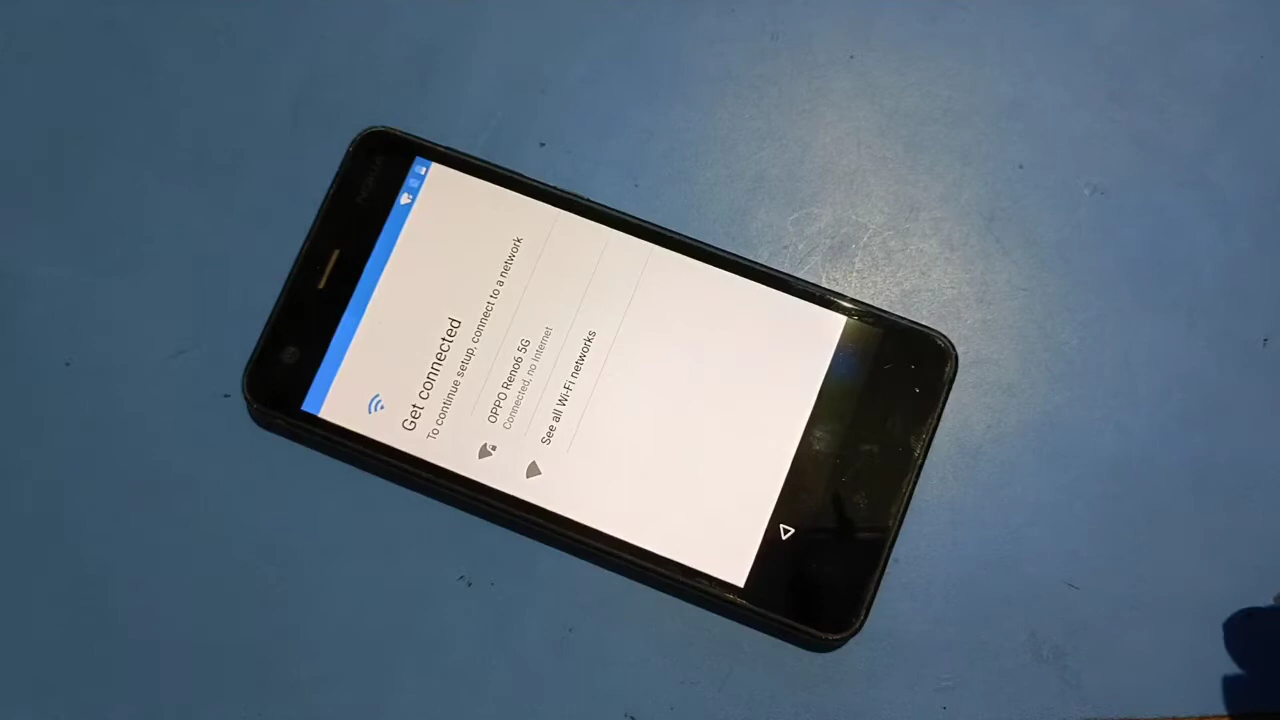 NOKIA
Get connected
To continue setup, connect to a network
OPPO Reno6 5G
Connected, no Internet
See all Wi-Fi networks